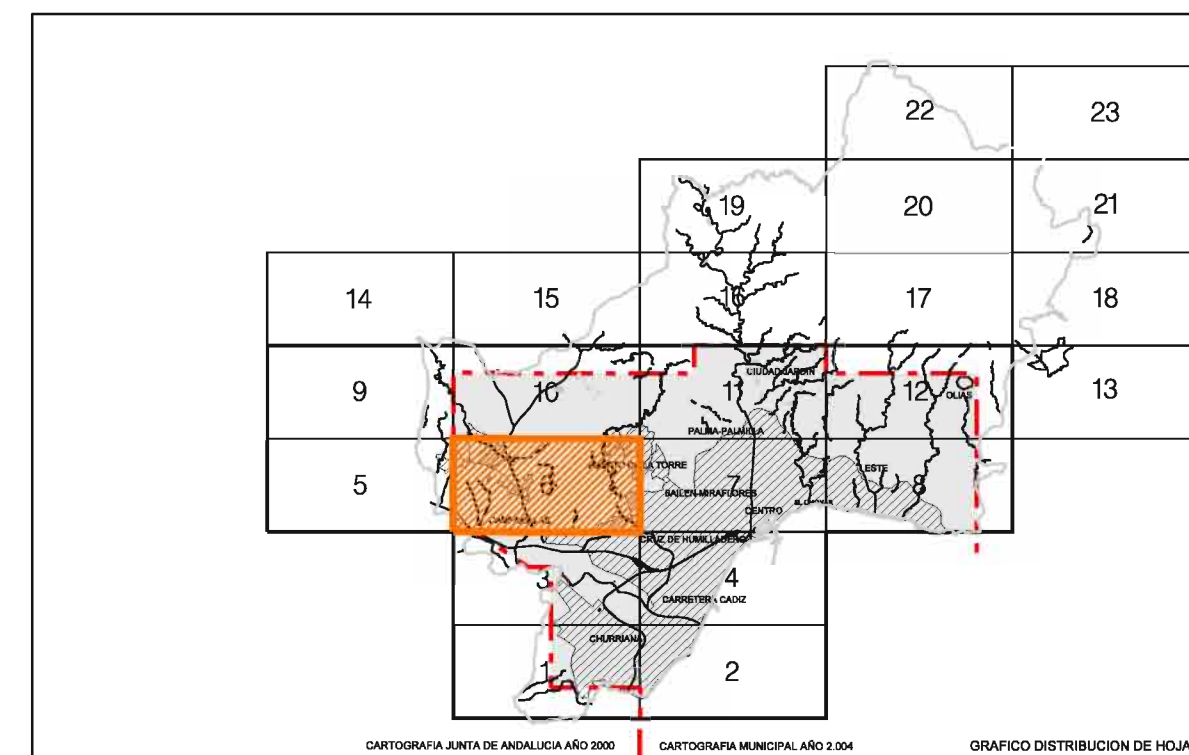 22 23
19 20 21
14 15 16 17 18
CIUDAD JARDIN
9 10 11 12 13
OLIAS
PALMA-PALMILLA
LA TORRE LESTE
5 7 8
BAILEN-MIRAFLORES
CENTRO
CRUZ DE HUMILLADERO
3 4
CARRETERA CADIZ
CHURRIANA
1 2
CARTOGRAFIA JUNTA DE ANDALUCIA AÑO 2000 CARTOGRAFIA MUNICIPAL AÑO 2.004 GRAFICO DISTRIBUCION DE HOJA